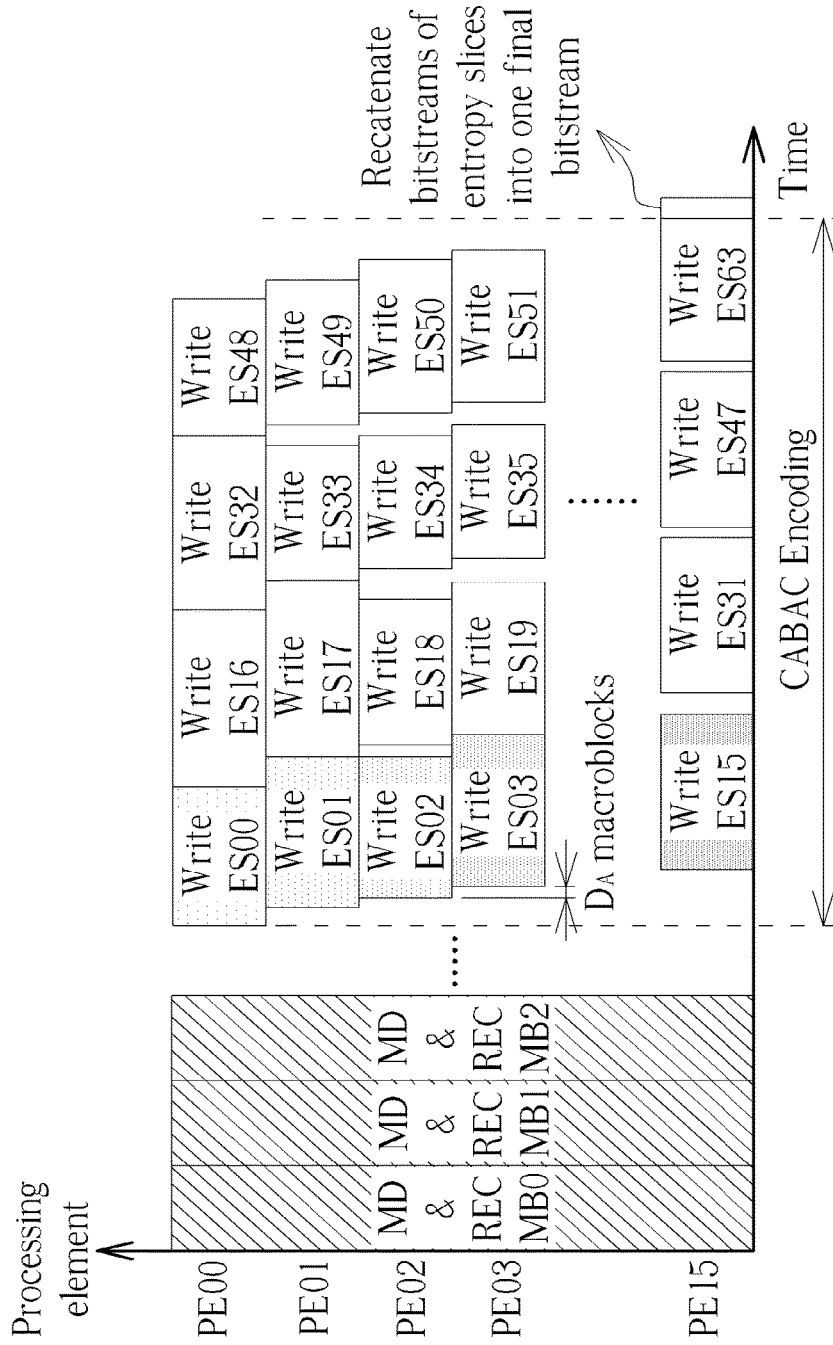 Processing
element
PE00
PE01
PE02
PE03
PE15
MD
&
REC
MB0
MD
&
REC
MB1
MD
&
REC
MB2
......
Write
ES00
Write
ES16
Write
ES32
Write
ES48
Write
ES01
Write
ES17
Write
ES33
Write
ES49
Write
ES02
Write
ES18
Write
ES34
Write
ES50
Write
ES03
Write
ES19
Write
ES35
Write
ES51
DA macroblocks
......
Write
ES15
Write
ES31
Write
ES47
Write
ES63
Recatenate
bitstreams of
entropy slices
into one final
bitstream
Time
CABAC Encoding